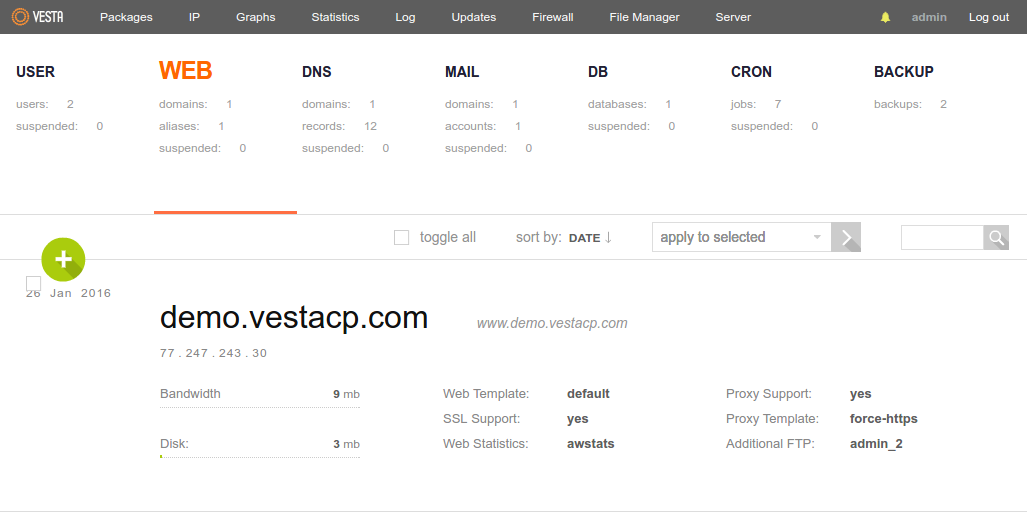 VESTA Packages IP Graphs Statistics Log Updates Firewall File Manager Server admin Log out
USER WEB DNS MAIL DB CRON BACKUP
users: 2 domains: 1 domains: 1 domains: 1 databases: 1 jobs: 7 backups: 2
suspended: 0 aliases: 1 records: 12 accounts: 1 suspended: 0 suspended: 0
suspended: 0 suspended: 0 suspended: 0
toggle all sort by: DATE ↓ apply to selected
26 Jan 2016
demo.vestacp.com www.demo.vestacp.com
77.247.243.30
Bandwidth 9 mb Web Template: default Proxy Support: yes
SSL Support: yes Proxy Template: force-https
Disk: 3 mb Web Statistics: awstats Additional FTP: admin_2